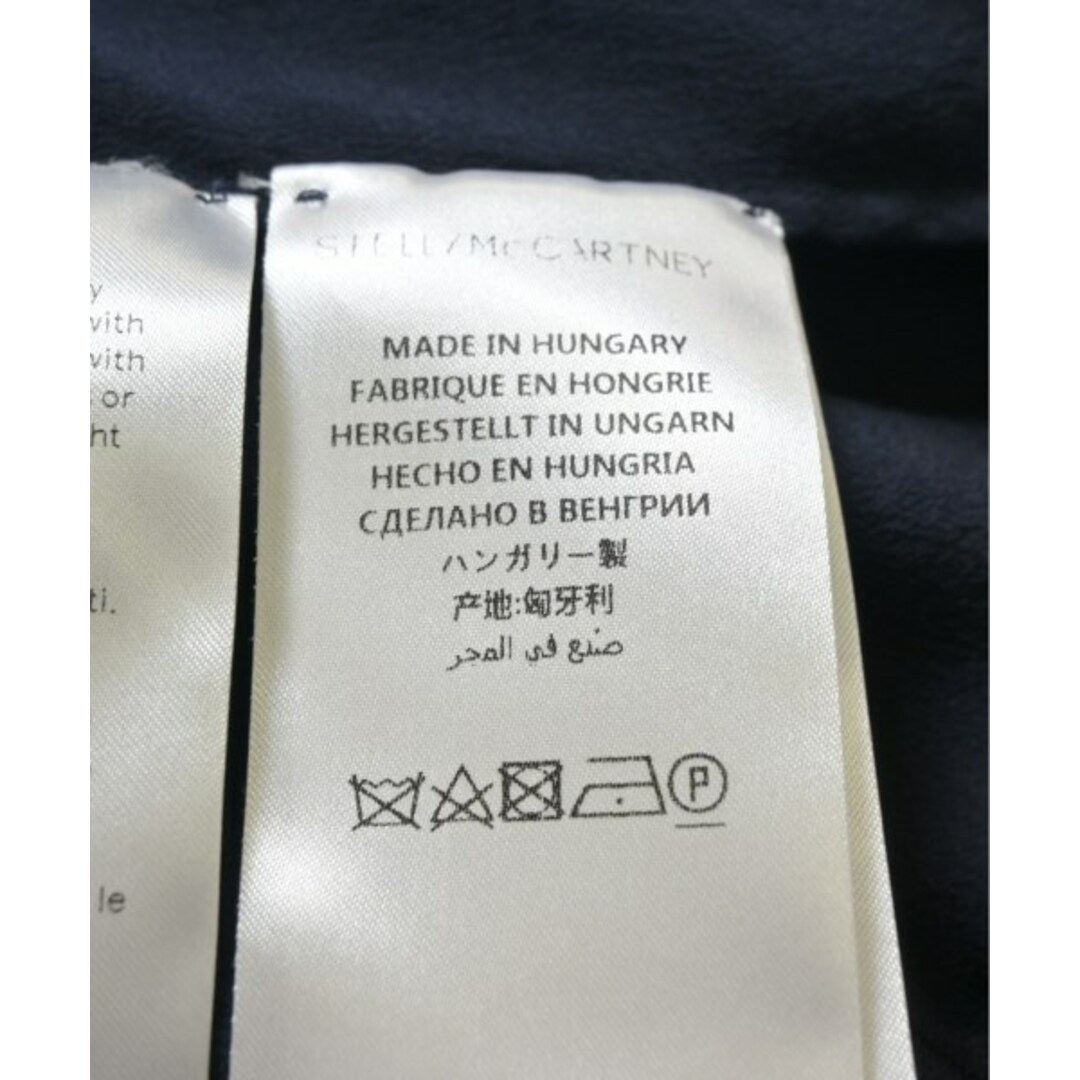 STELLA McCARTNEY
MADE IN HUNGARY
FABRIQUE EN HONGRIE
HERGESTELLT IN UNGARN
HECHO EN HUNGRIA
СДЕЛАНО В ВЕНГРИИ
ハンガリー製
产地:匈牙利
صنع في المجر
P
y
with
with
or
ht
ti.
le